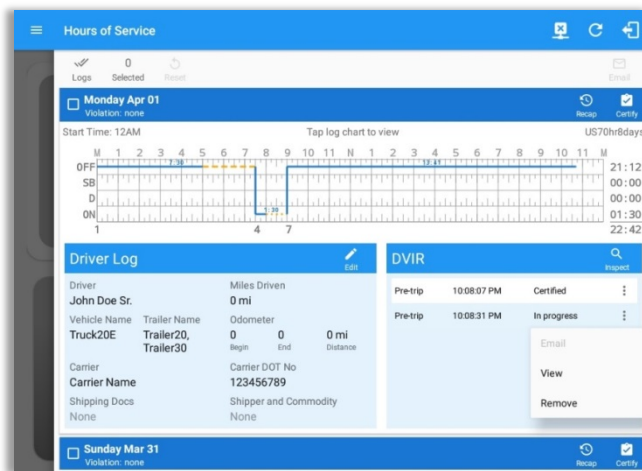 Hours of Service
Logs
0
Selected
Reset
Email
Monday Apr 01
Violation: none
Recap
Certify
Start Time: 12AM
Tap log chart to view
US70hr8days
M 1 2 3 4 5 6 7 8 9 10 11 N 1 2 3 4 5 6 7 8 9 10 11 M
7:30
12:41
OFF 21:12
SB 00:00
D 00:00
1:30
ON 01:30
1 4 7 22:42
Driver Log
Edit
Driver
John Doe Sr.
Miles Driven
0 mi
Vehicle Name
Truck20E
Trailer Name
Trailer20,
Trailer30
Odometer
0 0 0 mi
Begin End Distance
Carrier
Carrier Name
Carrier DOT No
123456789
Shipping Docs
None
Shipper and Commodity
None
DVIR
Inspect
Pre-trip 10:08:07 PM Certified
Pre-trip 10:08:31 PM In progress
Email
View
Remove
Sunday Mar 31
Violation: none
Recap
Certify